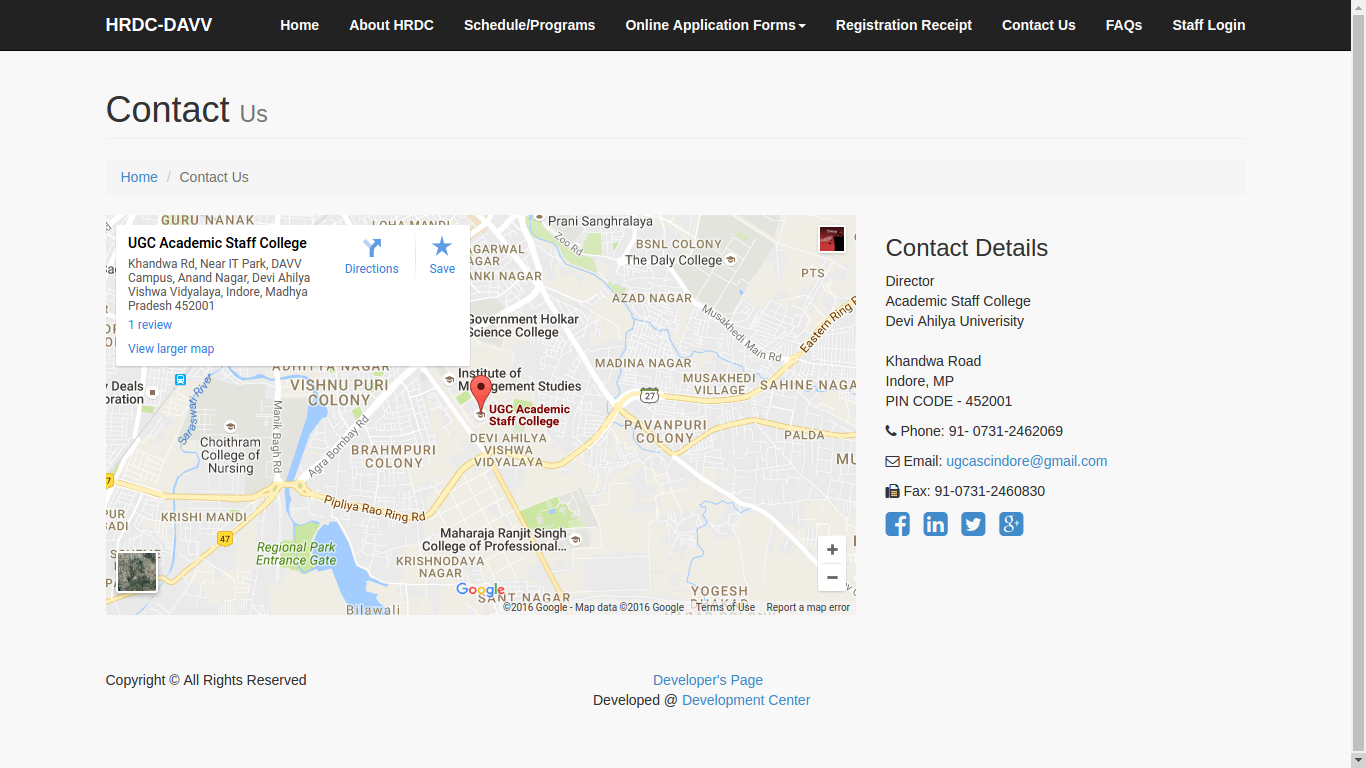 HRDC-DAVV
Home
About HRDC
Schedule/Programs
Online Application Forms
Registration Receipt
Contact Us
FAQs
Staff Login
Contact Us
Home / Contact Us
GURU NANAK
LOHA MANDI
Prani Sanghralaya
Zoo Rd
BSNL COLONY
The Daly College
PTS
UGC Academic Staff College
Khandwa Rd, Near IT Park, DAVV
Campus, Anand Nagar, Devi Ahilya
Vishwa Vidyalaya, Indore, Madhya
Pradesh 452001
1 review
View larger map
Directions
Save
AGARWAL
NKI NAGAR
AZAD NAGAR
Musakhedi Main Rd
Eastern Ring R
Government Holkar
Science College
ADHITYA NAGAR
VISHNU PURI
COLONY
Institute of
Management Studies
MADINA NAGAR
MUSAKHEDI
VILLAGE
SAHINE NAGAR
27
Deals
oration
Saraswati River
Manik Bagh Rd
Agra Bombay Rd
UGC Academic
Staff College
DEVI AHILYA
VISHWA
VIDYALAYA
PAVANPURI
COLONY
PALDA
MU
Choithram
College of
Nursing
BRAHMPURI
COLONY
7
PUR
ADI
KRISHI MANDI
47
Pipliya Rao Ring Rd
Regional Park
Entrance Gate
Maharaja Ranjit Singh
College of Professional...
KRISHNODAYA
NAGAR
SANT NAGAR
YOGESH
Bilawali
Google
+
−
©2016 Google - Map data ©2016 Google
Terms of Use
Report a map error
Contact Details
Director
Academic Staff College
Devi Ahilya Univerisity
Khandwa Road
Indore, MP
PIN CODE - 452001
Phone: 91- 0731-2462069
Email: ugcascindore@gmail.com
Fax: 91-0731-2460830
Copyright © All Rights Reserved
Developer's Page
Developed @ Development Center